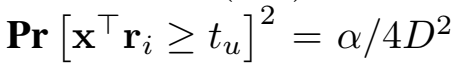 Pr [x⊤rᵢ ≥ tᵤ]² = α/4D²